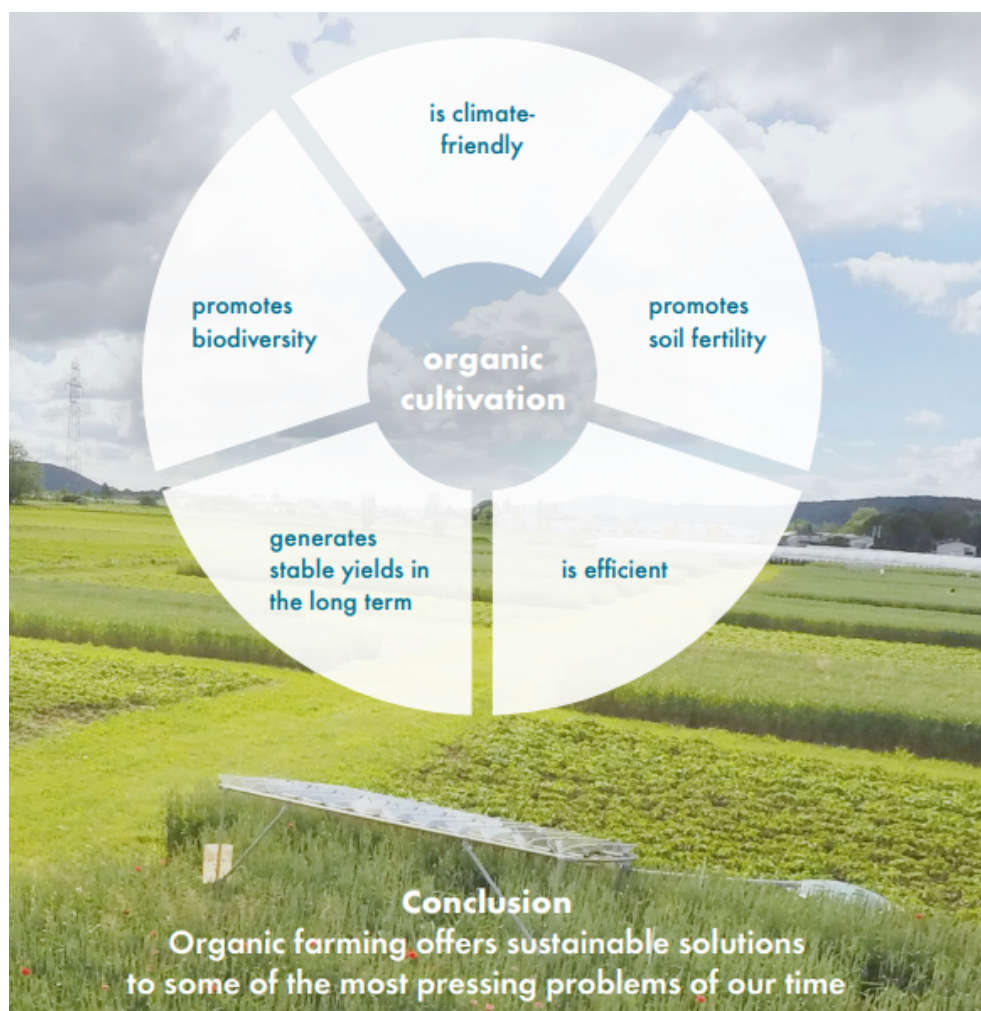 is climate-
friendly
promotes
biodiversity
promotes
soil fertility
organic
cultivation
generates
stable yields in
the long term
is efficient
Conclusion
Organic farming offers sustainable solutions
to some of the most pressing problems of our time